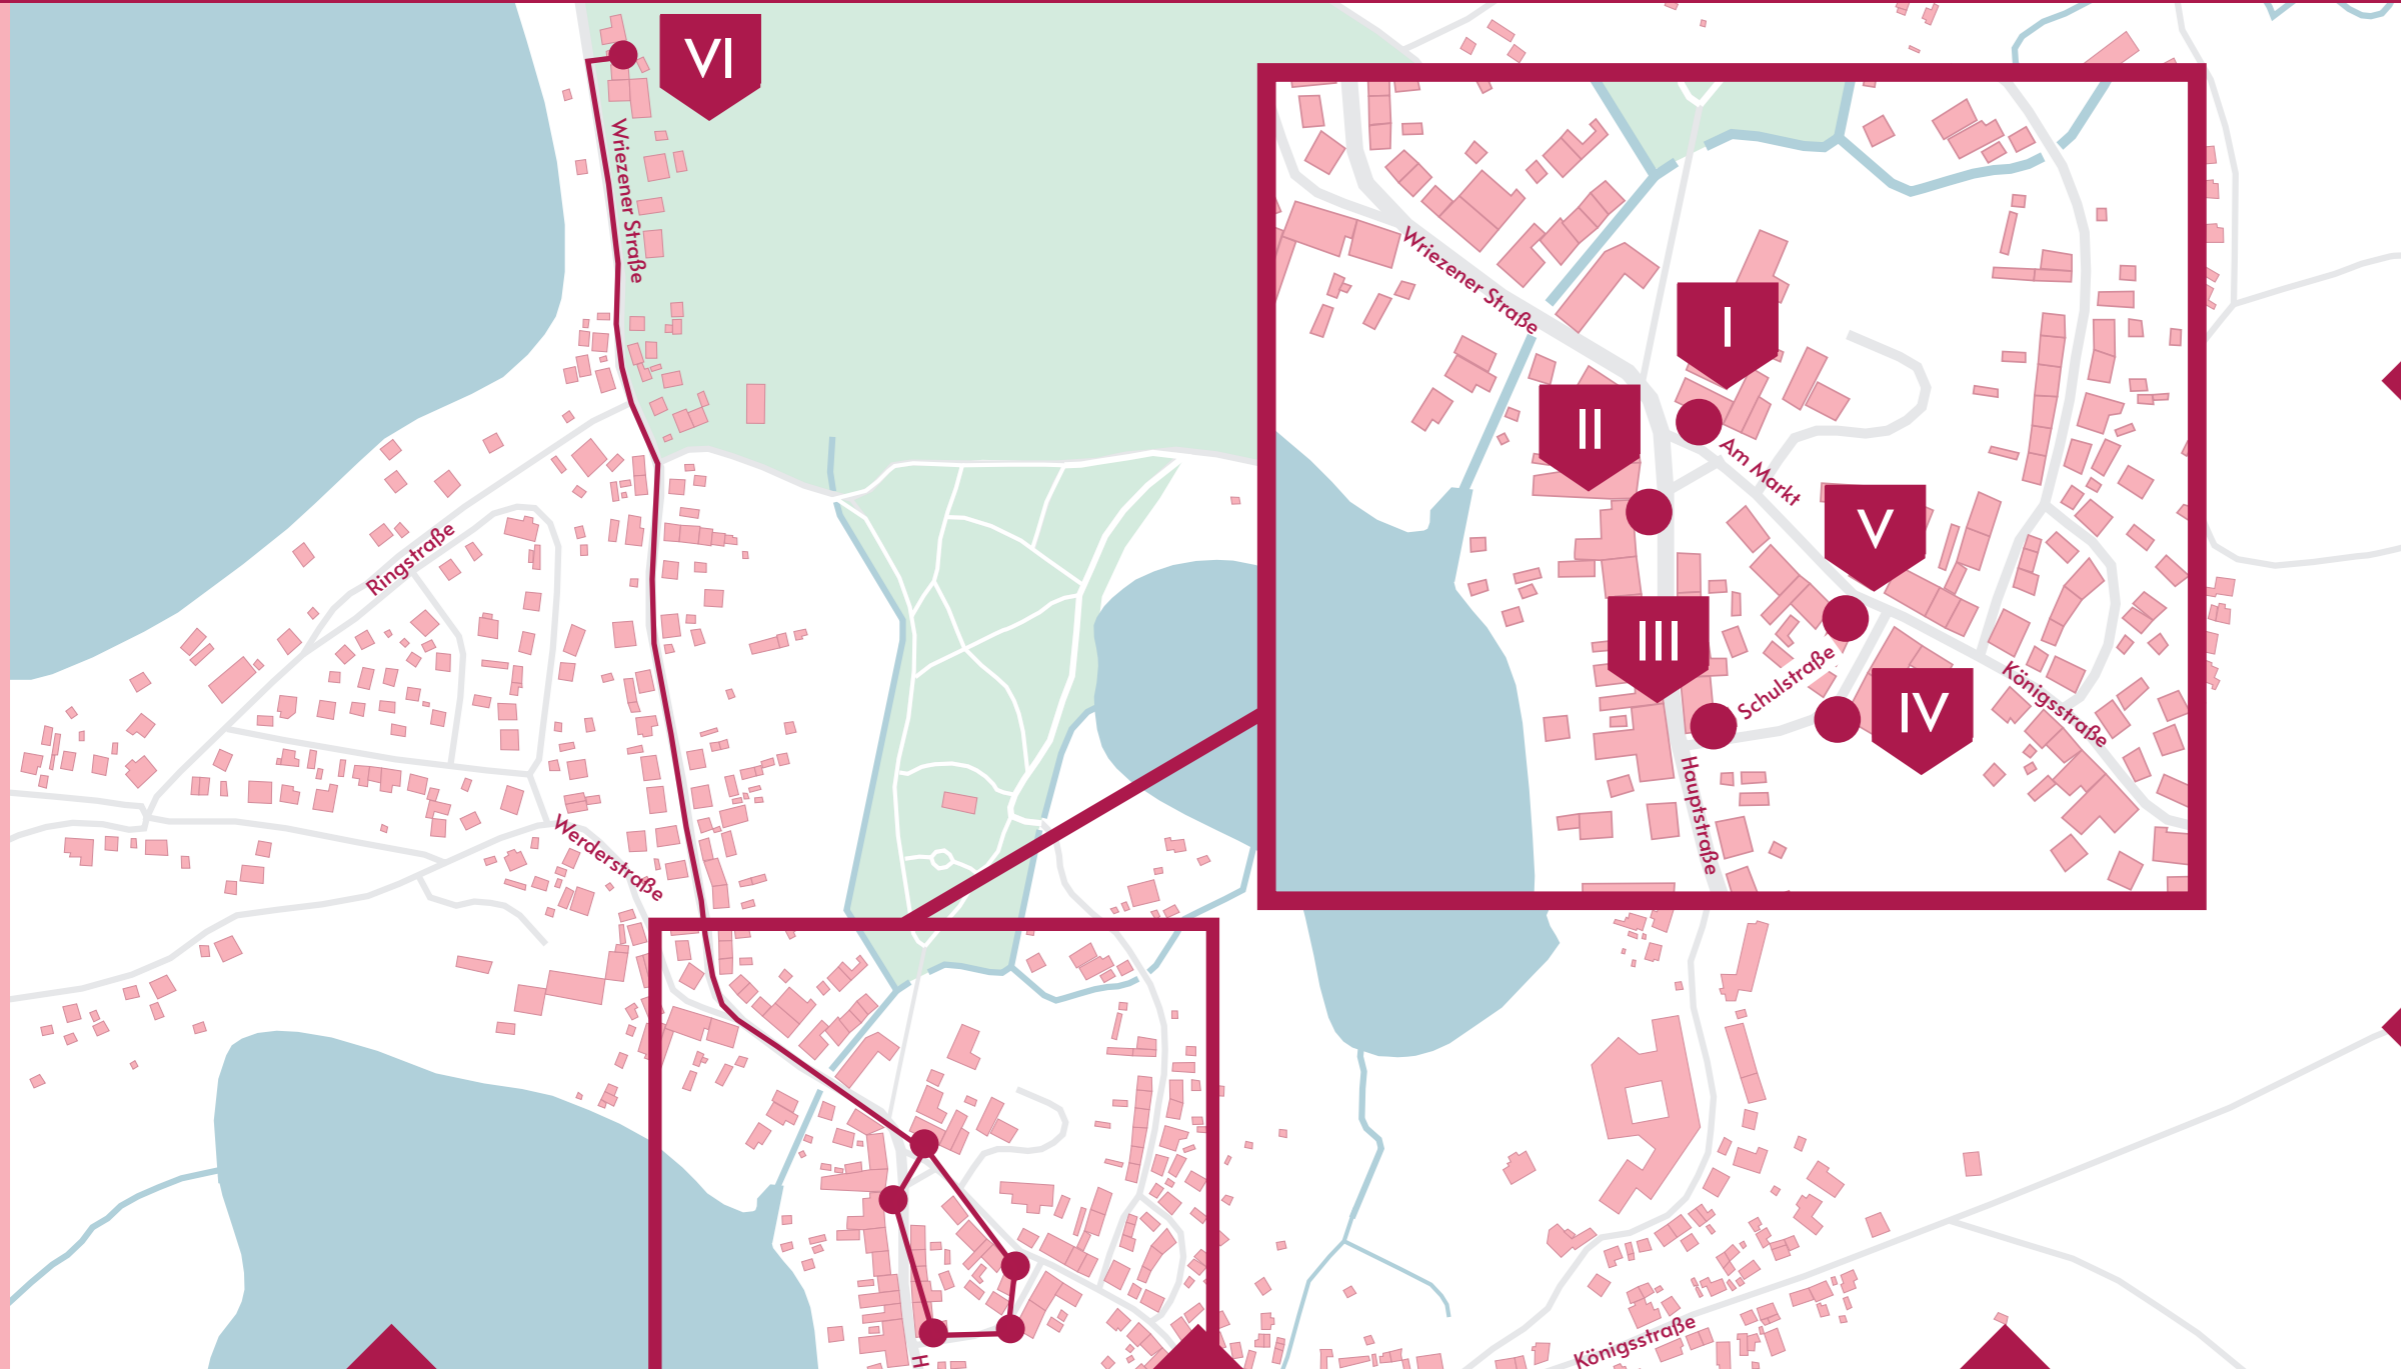 VI
Wriezener Straße
Wriezener Straße
I
II
Am Markt
V
Ringstraße
III
Schulstraße
IV
Königsstraße
Hauptstraße
Werderstraße
H
Königsstraße